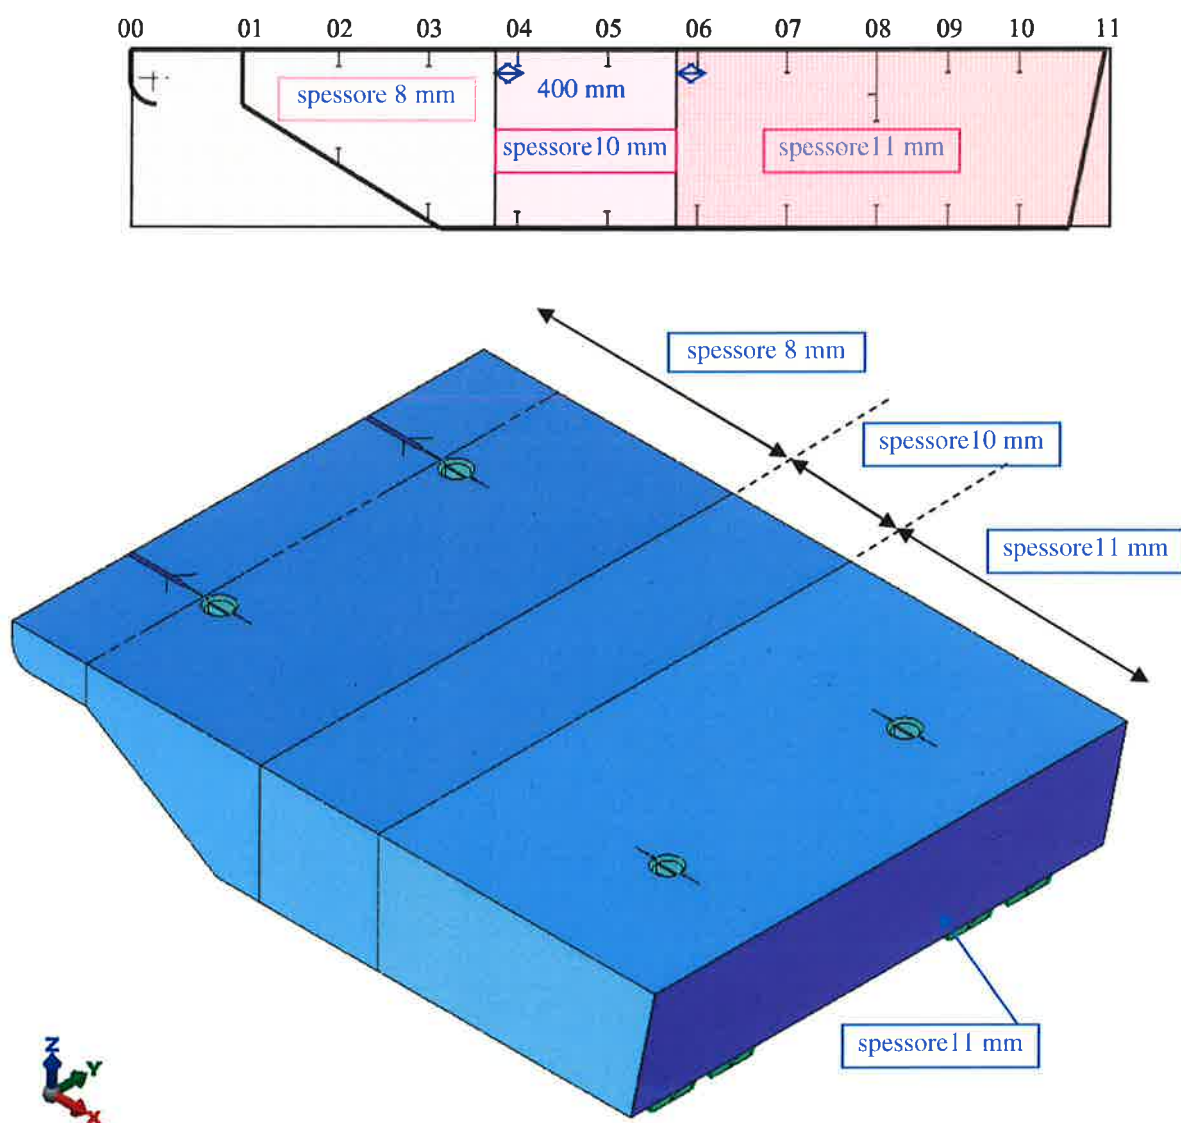 00 01 02 03 04 05 06 07 08 09 10 11
spessore 8 mm
400 mm
spessore10 mm
spessore11 mm
spessore 8 mm
spessore10 mm
spessore11 mm
spessore11 mm
Z
Y
X